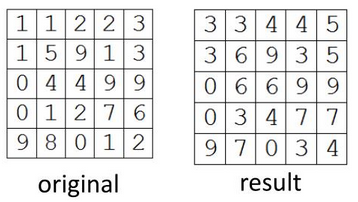 1 1 2 2 3
1 5 9 1 3
0 4 4 9 9
0 1 2 7 6
9 8 0 1 2
original
3 3 4 4 5
3 6 9 3 5
0 6 6 9 9
0 3 4 7 7
9 7 0 3 4
result